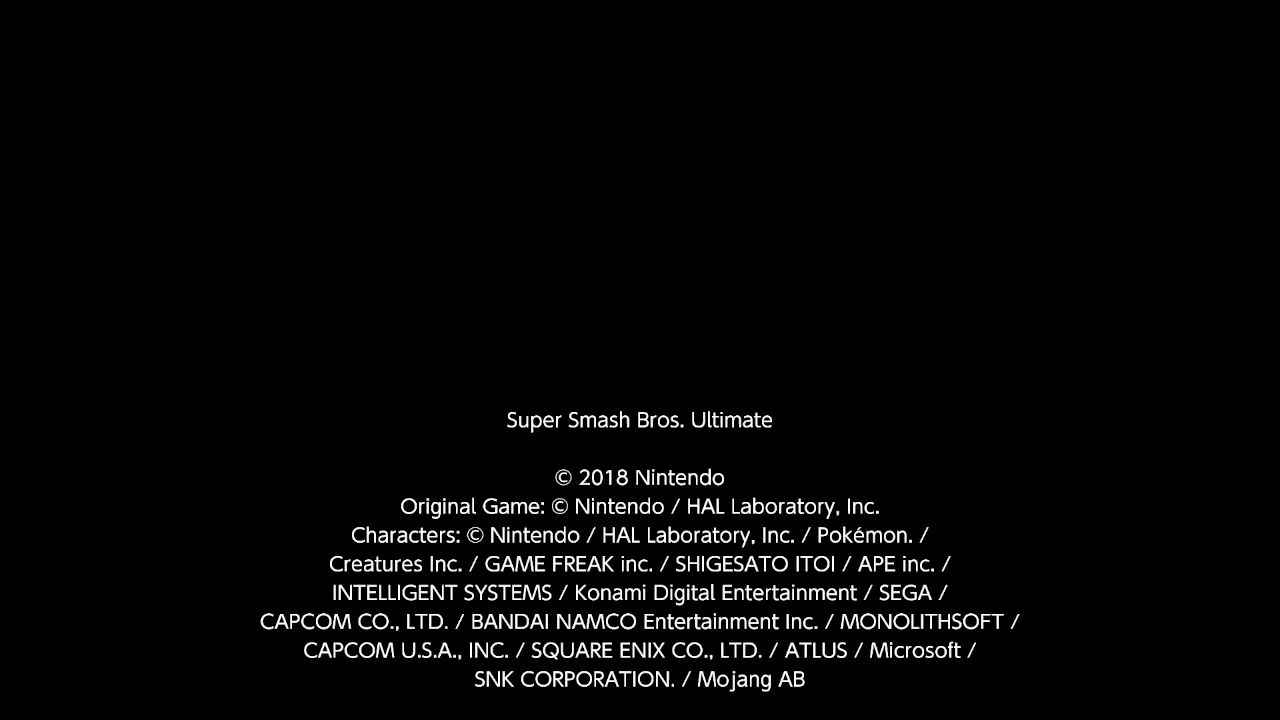 Super Smash Bros. Ultimate
© 2018 Nintendo
Original Game: © Nintendo / HAL Laboratory, Inc.
Characters: © Nintendo / HAL Laboratory, Inc. / Pokémon. /
Creatures Inc. / GAME FREAK inc. / SHIGESATO ITOI / APE inc. /
INTELLIGENT SYSTEMS / Konami Digital Entertainment / SEGA /
CAPCOM CO., LTD. / BANDAI NAMCO Entertainment Inc. / MONOLITHSOFT /
CAPCOM U.S.A., INC. / SQUARE ENIX CO., LTD. / ATLUS / Microsoft /
SNK CORPORATION. / Mojang AB